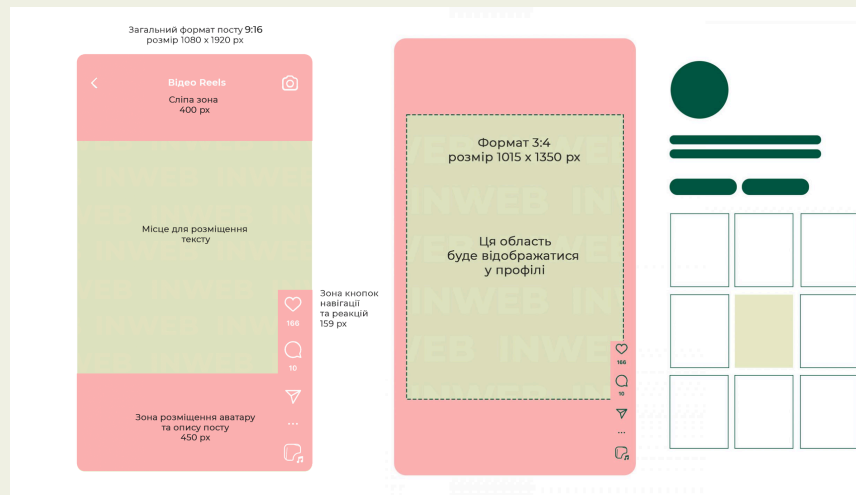 Загальний формат посту 9:16
розмір 1080 x 1920 px
Відео Reels
Сліпа зона
400 px
Місце для розміщення
тексту
166
10
Зона розміщення аватару
та опису посту
450 px
Зона кнопок
навігації
та реакцій
159 px
Формат 3:4
розмір 1015 x 1350 px
INWEB
Ця область
буде відображатися
у профілі
INWEB
166
10